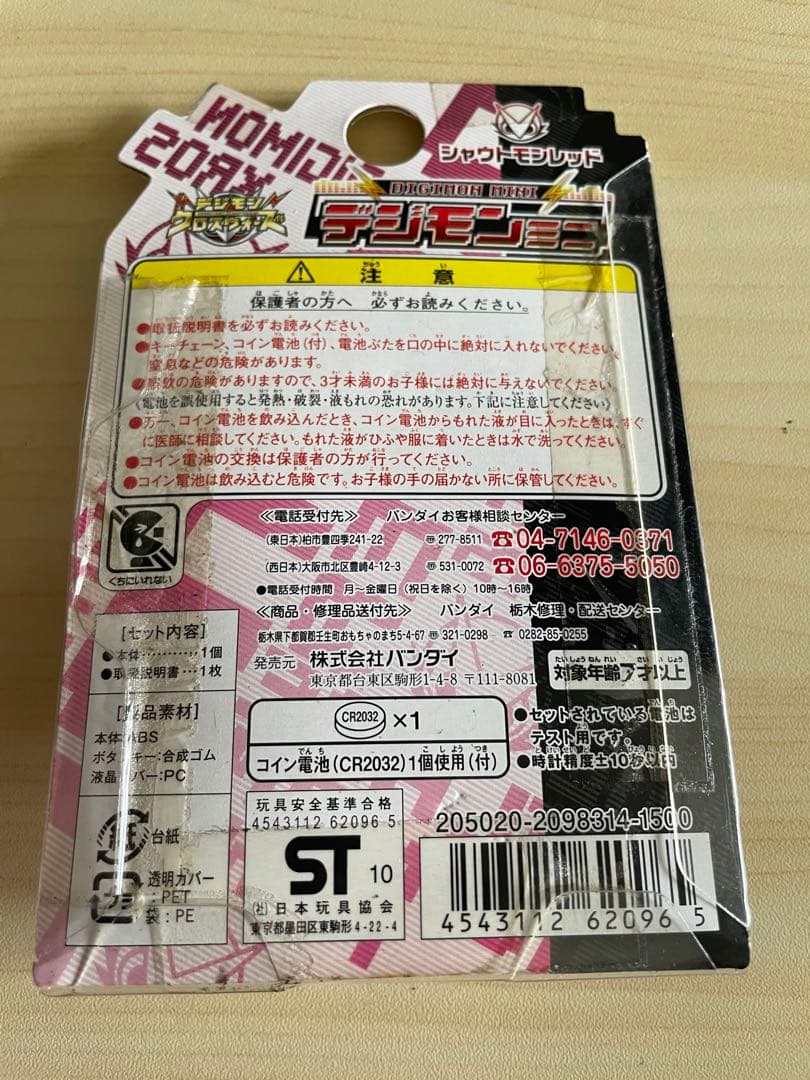 シャウトモンレッド
デジモン
クロスウォーズ
DIGIMON MINI
デジモンミニ
注意
保護者の方へ 必ずお読みください。
●取扱説明書を必ずお読みください。
●キーチェーン、コイン電池(付)、電池ぶたを口の中に絶対に入れないでください。
窒息などの危険があります。
●誤飲の危険がありますので、3才未満のお子様には絶対に与えないでください。
《電池を誤使用すると発熱・破裂・液もれの恐れがあります。下記に注意してください》
●万一、コイン電池を飲み込んだとき、コイン電池からもれた液が目に入ったときは、すぐ
に医師に相談してください。もれた液がひふや服に着いたときは水で洗ってください。
●コイン電池の交換は保護者の方が行ってください。
●コイン電池は飲み込むと危険です。お子様の手の届かない所に保管してください。
くちにいれない
≪電話受付先≫ バンダイお客様相談センター
(東日本)柏市豊四季241-22 〠277-8511 ☎04-7146-0371
(西日本)大阪市北区豊崎4-12-3 〠531-0072 ☎06-6375-5050
●電話受付時間 月～金曜日(祝日を除く)10時～16時
≪商品・修理品送付先≫ バンダイ 栃木修理・配送センター
栃木県下都賀郡壬生町おもちゃのまち5-4-67 〠321-0298 ☎0282-85-0255
発売元 株式会社バンダイ
東京都台東区駒形1-4-8 〒111-8081
対象年齢7才以上
[セット内容]
●本体…………1個
●取扱説明書…1枚
[製品素材]
本体:ABS
ボタンキー:合成ゴム
液晶カバー:PC
CR2032 ×1
コイン電池(CR2032)1個使用(付)
●セットされている電池は
テスト用です。
●時計精度±10秒以内
紙
台紙
プラ
透明カバー
:PET
袋:PE
玩具安全基準合格
4543112 62096 5
ST 10
(社)日本玩具協会
東京都墨田区東駒形4-22-4
205020-2098314-1500
4543112 620965